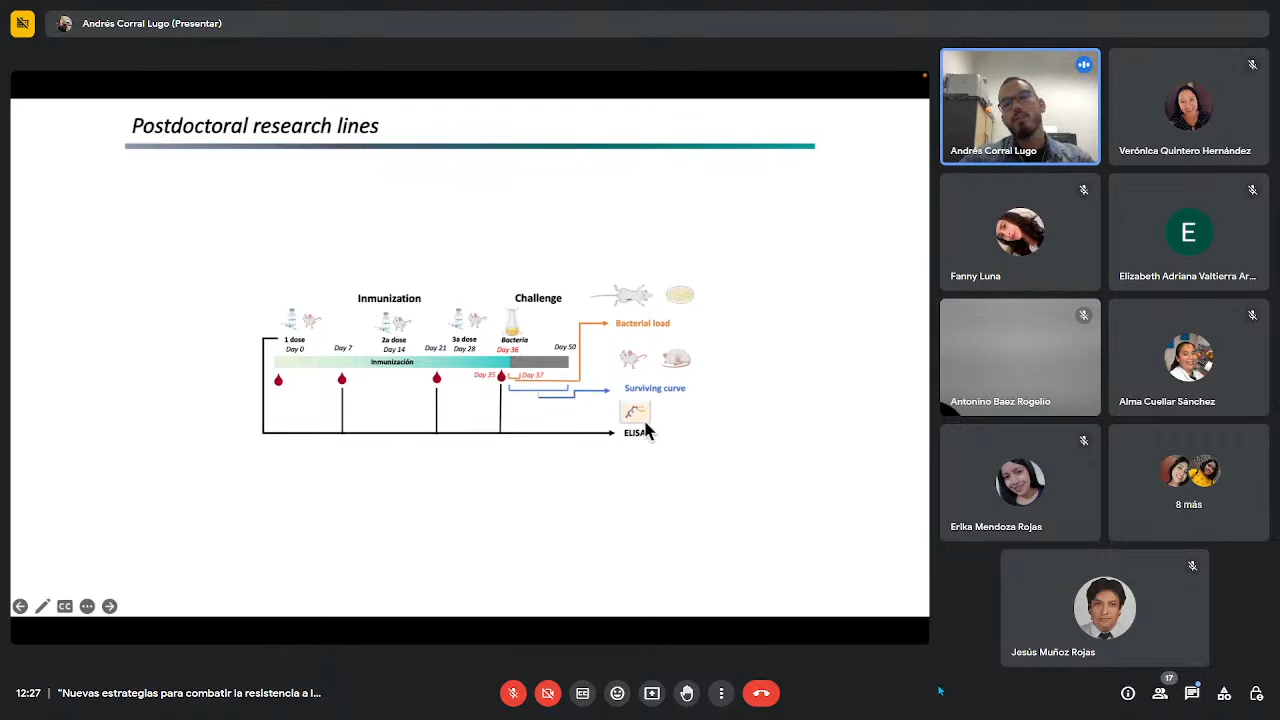 Andrés Corral Lugo (Presentar)
Postdoctoral research lines
Inmunization
Challenge
1 dose
Day 0
Day 7
2a dose
Day 14
Day 21
3a dose
Day 28
Bacteria
Day 36
Day 50
Inmunización
Day 35
Day 37
Bacterial load
Surviving curve
ELISA
Andrés Corral Lugo
Verónica Quintero Hernández
Fanny Luna
E
Elizabeth Adriana Valtierra Ar...
Antonino Baez Rogelio
Alma Cuellar Sánchez
Erika Mendoza Rojas
8 más
Jesús Muñoz Rojas
CC
12:27
"Nuevas estrategias para combatir la resistencia a l...
17